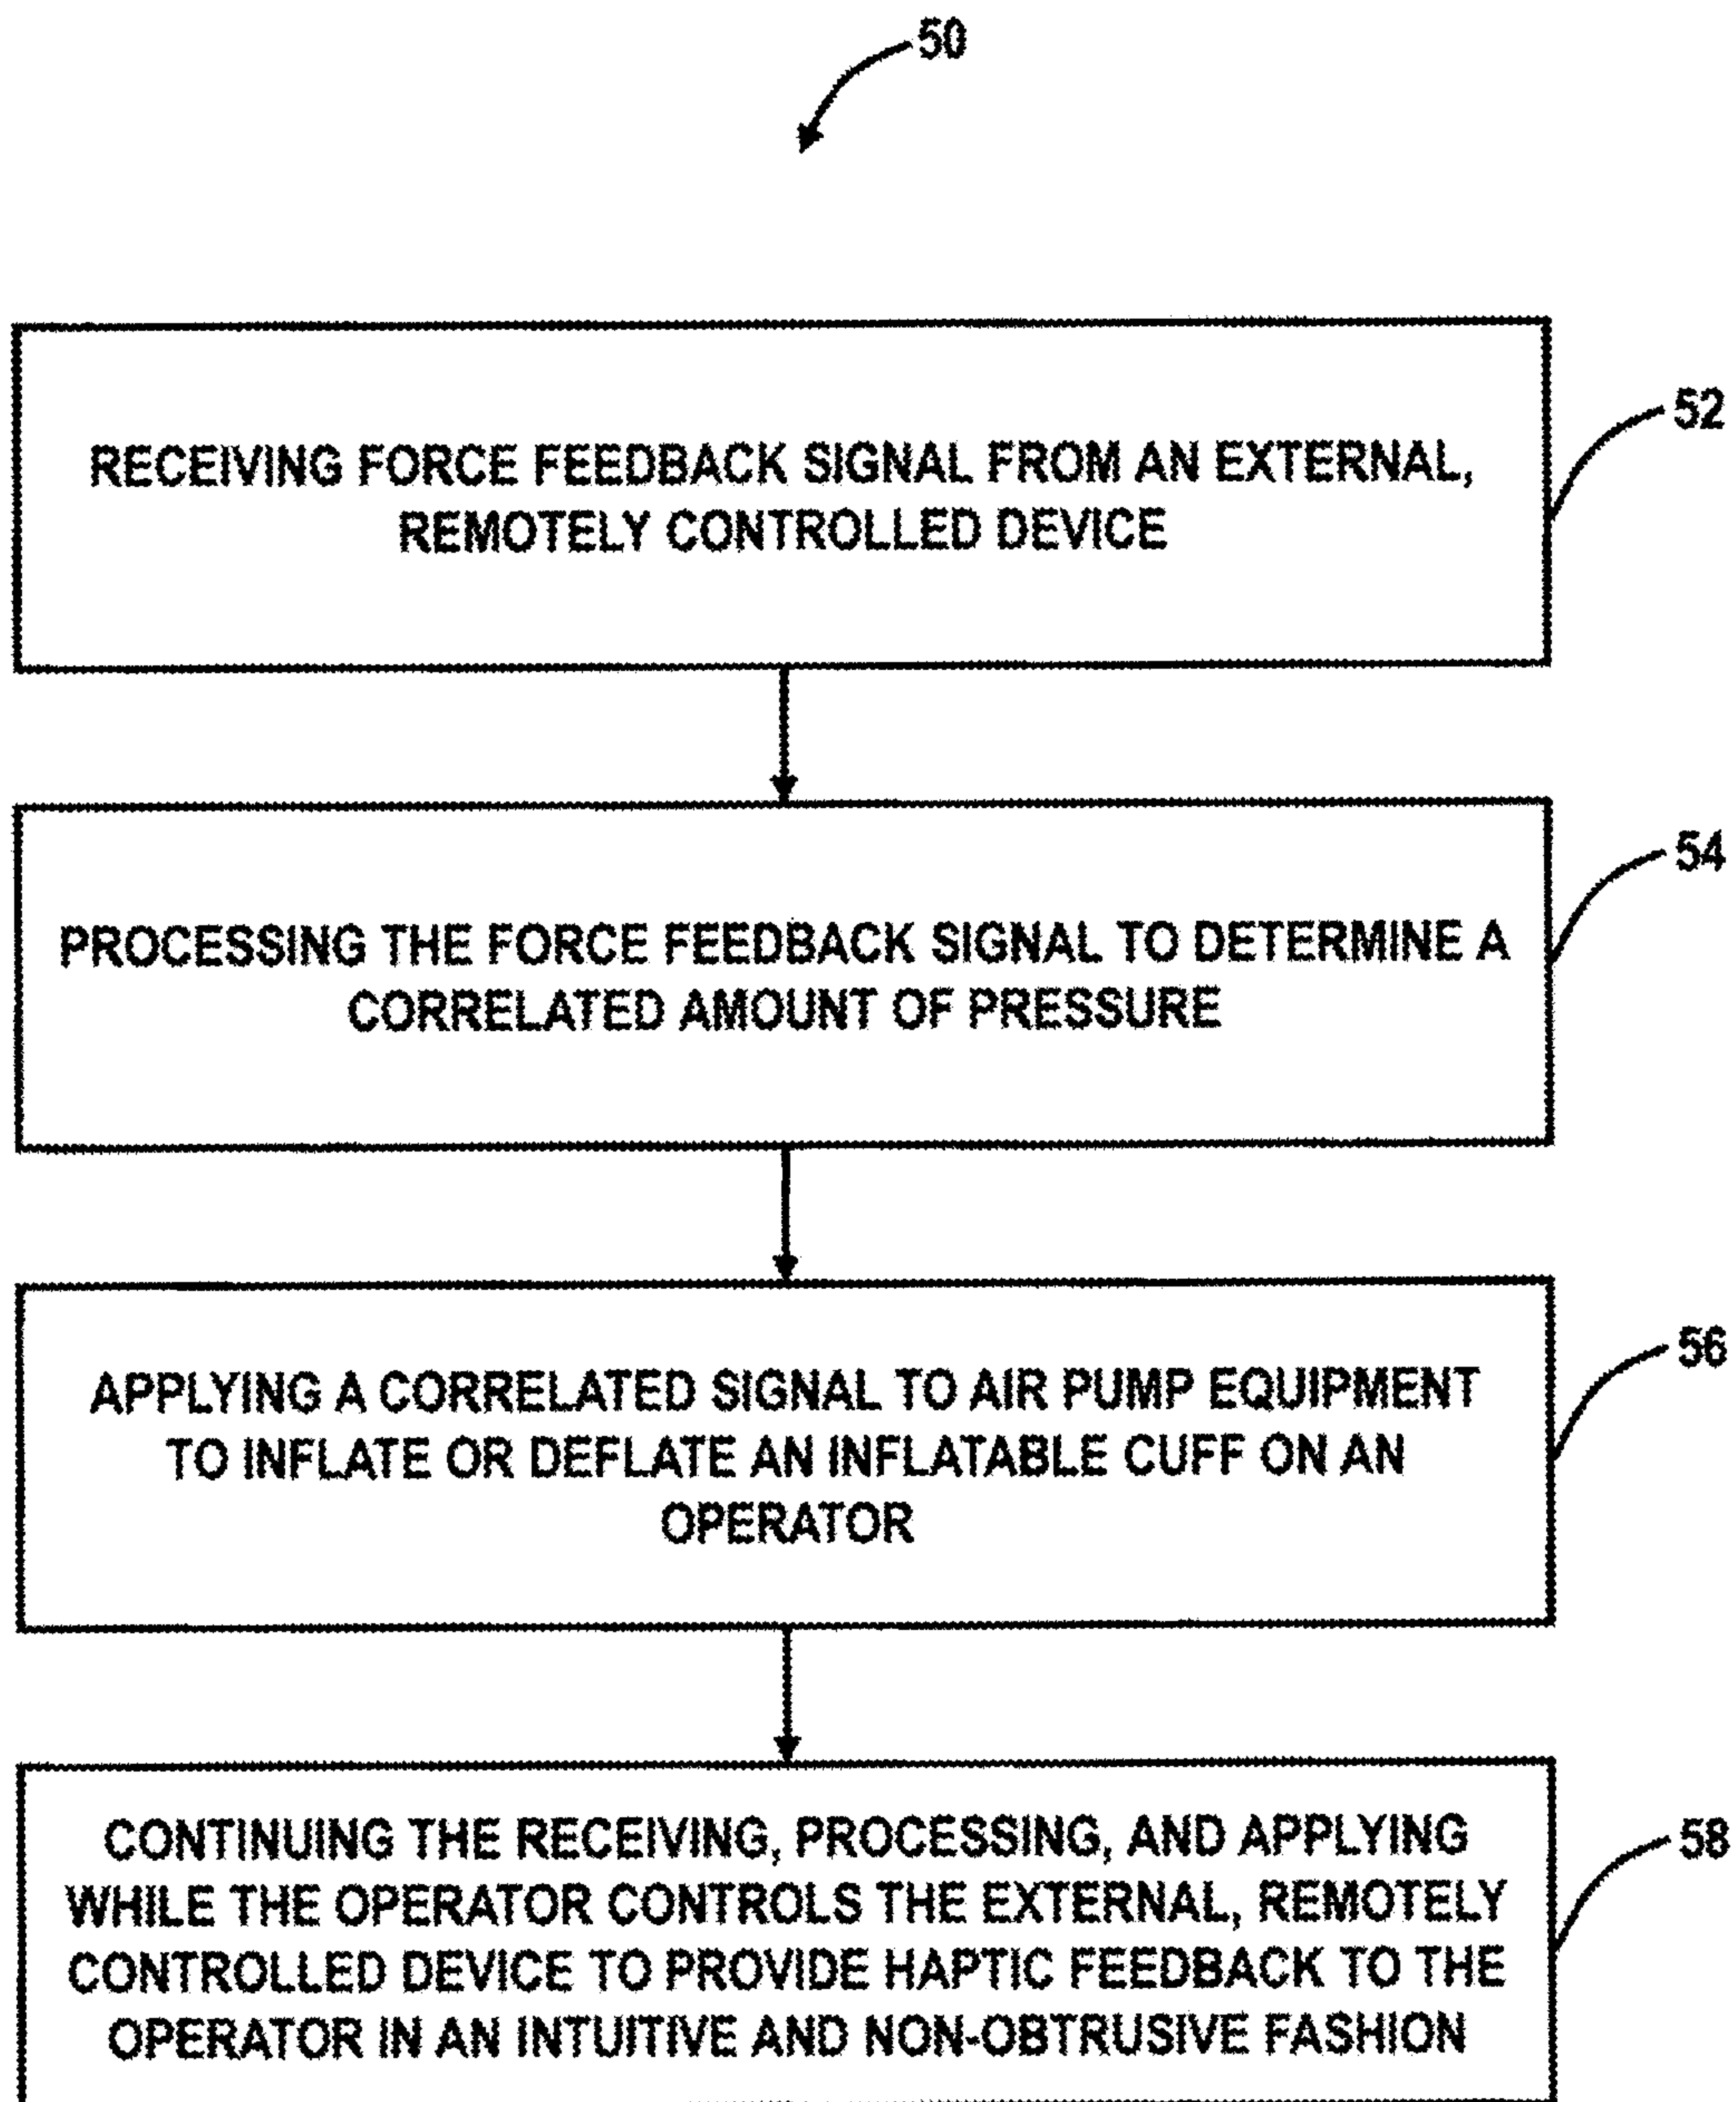 50
RECEIVING FORCE FEEDBACK SIGNAL FROM AN EXTERNAL,
REMOTELY CONTROLLED DEVICE
52
PROCESSING THE FORCE FEEDBACK SIGNAL TO DETERMINE A
CORRELATED AMOUNT OF PRESSURE
54
APPLYING A CORRELATED SIGNAL TO AIR PUMP EQUIPMENT
TO INFLATE OR DEFLATE AN INFLATABLE CUFF ON AN
OPERATOR
56
CONTINUING THE RECEIVING, PROCESSING, AND APPLYING
WHILE THE OPERATOR CONTROLS THE EXTERNAL, REMOTELY
CONTROLLED DEVICE TO PROVIDE HAPTIC FEEDBACK TO THE
OPERATOR IN AN INTUITIVE AND NON-OBTRUSIVE FASHION
58